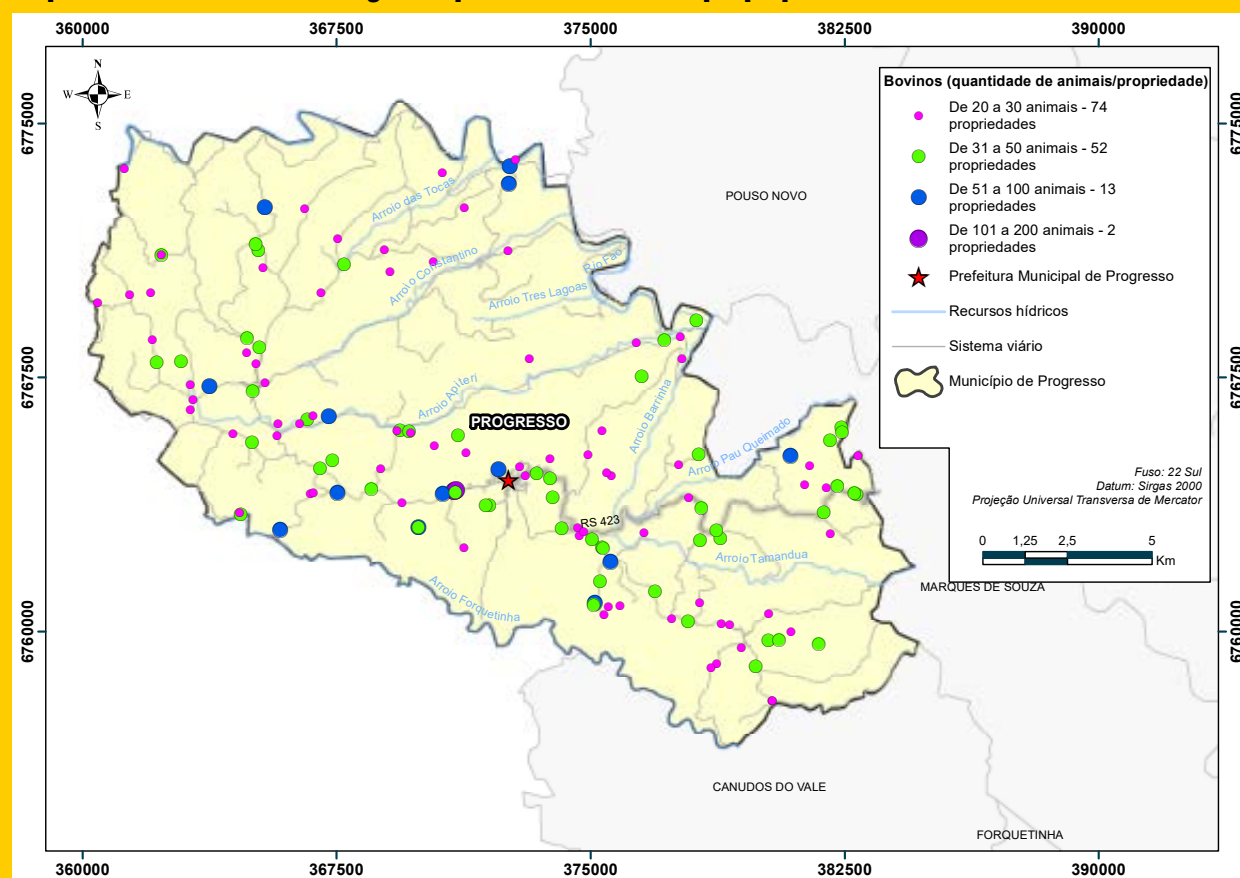 360000
367500
375000
382500
390000
N
W
E
S
6775000
6775000
Bovinos (quantidade de animais/propriedade)
De 20 a 30 animais - 74
propriedades
De 31 a 50 animais - 52
propriedades
De 51 a 100 animais - 13
propriedades
De 101 a 200 animais - 2
propriedades
Prefeitura Municipal de Progresso
Recursos hídricos
Sistema viário
Município de Progresso
POUSO NOVO
Arroio das Tocas
Arroio Constantino
Rio Fao
Arroio Tres Lagoas
6767500
6767500
Arroio Apiteri
Arroio Barrinha
PROGRESSO
Arroio Pau Queimado
Fuso: 22 Sul
Datum: Sirgas 2000
Projeção Universal Transversa de Mercator
RS 423
0
1,25
2,5
5
Km
Arroio Tamandua
Arroio Forquetinha
MARQUES DE SOUZA
6760000
6760000
CANUDOS DO VALE
FORQUETINHA
360000
367500
375000
382500
390000